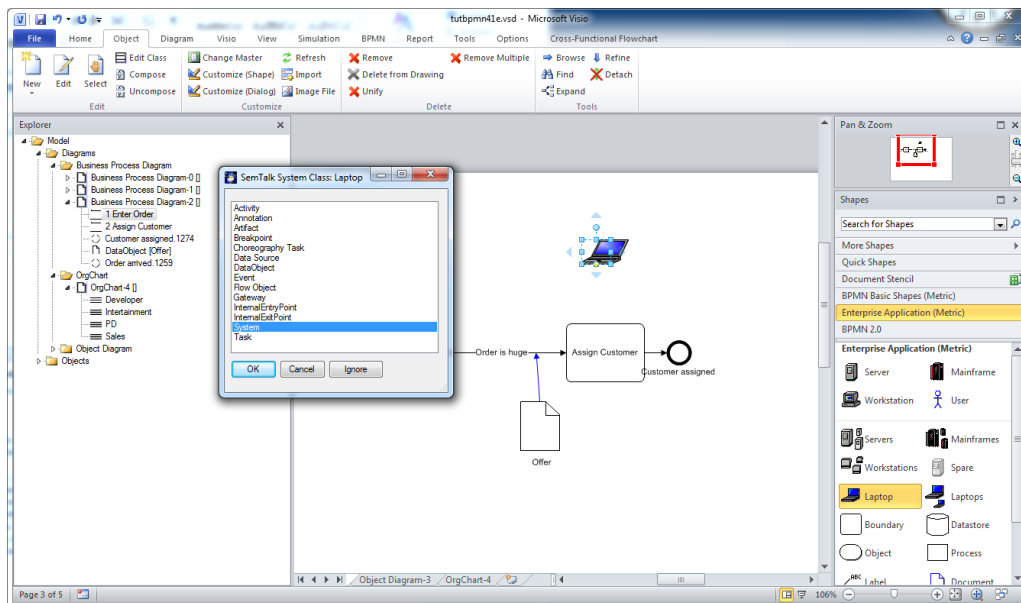 tutbpmn41e.vsd - Microsoft Visio
File Home Object Diagram Visio View Simulation BPMN Report Tools Options Cross-Functional Flowchart
New
Edit
Select
Edit Class
Compose
Uncompose
Edit
Change Master
Customize (Shape)
Customize (Dialog)
Refresh
Import
Image File
Customize
Remove
Delete from Drawing
Unify
Remove Multiple
Delete
Browse
Refine
Find
Detach
Expand
Tools
Explorer
Model
Diagrams
Business Process Diagram
Business Process Diagram-0 []
Business Process Diagram-1 []
Business Process Diagram-2 []
1 Enter Order
2 Assign Customer
Customer assigned.1274
DataObject [Offer]
Order arrived.1259
OrgChart
OrgChart-4 []
Developer
Intertainment
PD
Sales
Object Diagram
Objects
SemTalk System Class: Laptop
Activity
Annotation
Artifact
Breakpoint
Choreography Task
Data Source
DataObject
Event
Flow Object
Gateway
InternalEntryPoint
InternalExitPoint
System
Task
OK
Cancel
Ignore
Order is huge
Assign Customer
Customer assigned
Offer
Pan & Zoom
Shapes
Search for Shapes
More Shapes
Quick Shapes
Document Stencil
BPMN Basic Shapes (Metric)
Enterprise Application (Metric)
BPMN 2.0
Enterprise Application (Metric)
Server
Mainframe
Workstation
User
Servers
Mainframes
Workstations
Spare
Laptop
Laptops
Boundary
Datastore
Object
Process
ABC
Label
Document
Object Diagram-3
OrgChart-4
Page 3 of 5
106%